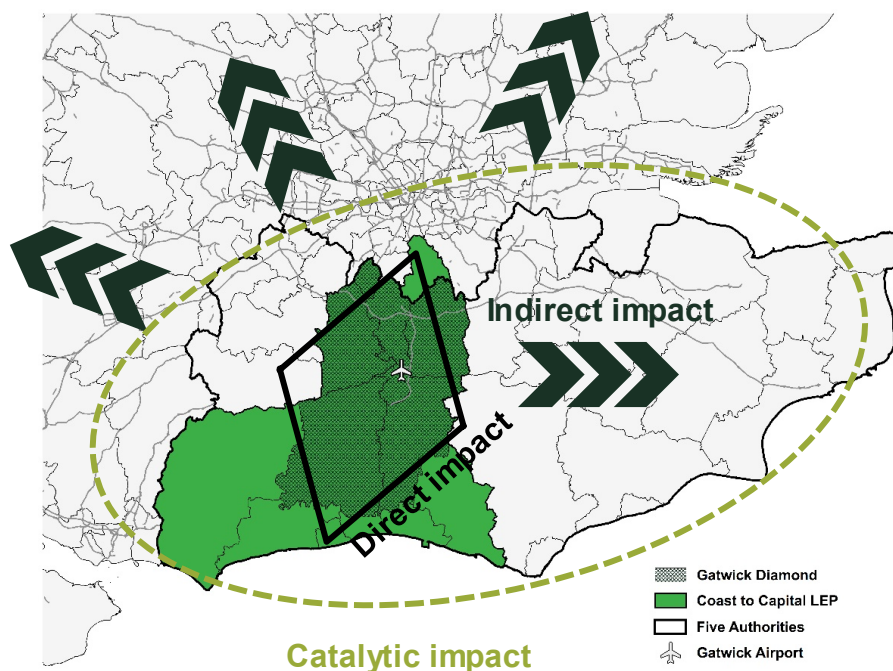 Indirect impact
Direct impact
Catalytic impact
Gatwick Diamond
Coast to Capital LEP
Five Authorities
Gatwick Airport